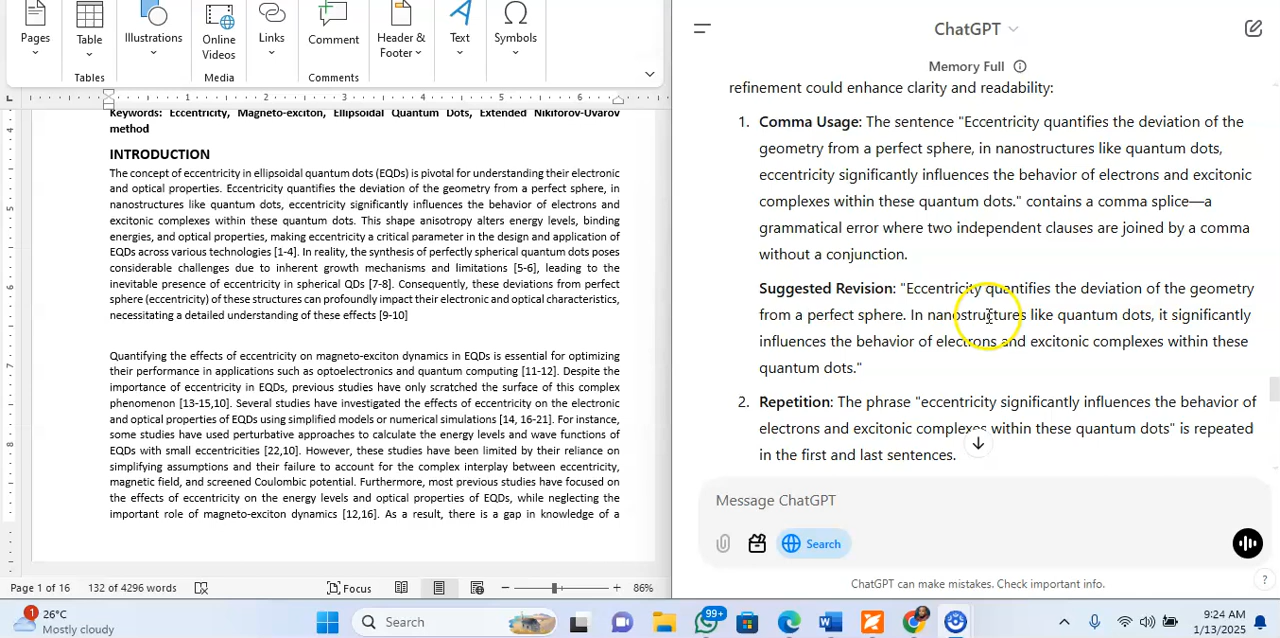 Pages
Table
Illustrations
Online
Videos
Links
Comment
Header &
Footer
Text
Symbols
Tables
Media
Comments
1
2
3
4
5
6
4
5
6
7
8
Keywords: Eccentricity, Magneto-exciton, Ellipsoidal Quantum Dots, Extended Nikiforov-Uvarov
method
INTRODUCTION
The concept of eccentricity in ellipsoidal quantum dots (EQDs) is pivotal for understanding their electronic
and optical properties. Eccentricity quantifies the deviation of the geometry from a perfect sphere, in
nanostructures like quantum dots, eccentricity significantly influences the behavior of electrons and
excitonic complexes within these quantum dots. This shape anisotropy alters energy levels, binding
energies, and optical properties, making eccentricity a critical parameter in the design and application of
EQDs across various technologies [1-4]. In reality, the synthesis of perfectly spherical quantum dots poses
considerable challenges due to inherent growth mechanisms and limitations [5-6], leading to the
inevitable presence of eccentricity in spherical QDs [7-8]. Consequently, these deviations from perfect
sphere (eccentricity) of these structures can profoundly impact their electronic and optical characteristics,
necessitating a detailed understanding of these effects [9-10]
Quantifying the effects of eccentricity on magneto-exciton dynamics in EQDs is essential for optimizing
their performance in applications such as optoelectronics and quantum computing [11-12]. Despite the
importance of eccentricity in EQDs, previous studies have only scratched the surface of this complex
phenomenon [13-15,10]. Several studies have investigated the effects of eccentricity on the electronic
and optical properties of EQDs using simplified models or numerical simulations [14, 16-21]. For instance,
some studies have used perturbative approaches to calculate the energy levels and wave functions of
EQDs with small eccentricities [22,10]. However, these studies have been limited by their reliance on
simplifying assumptions and their failure to account for the complex interplay between eccentricity,
magnetic field, and screened Coulombic potential. Furthermore, most previous studies have focused on
the effects of eccentricity on the energy levels and optical properties of EQDs, while neglecting the
important role of magneto-exciton dynamics [12,16]. As a result, there is a gap in knowledge of a
Page 1 of 16
132 of 4296 words
Focus
86%
ChatGPT
Memory Full
refinement could enhance clarity and readability:
1. Comma Usage: The sentence "Eccentricity quantifies the deviation of the
geometry from a perfect sphere, in nanostructures like quantum dots,
eccentricity significantly influences the behavior of electrons and excitonic
complexes within these quantum dots." contains a comma splice—a
grammatical error where two independent clauses are joined by a comma
without a conjunction.
Suggested Revision: "Eccentricity quantifies the deviation of the geometry
from a perfect sphere. In nanostructures like quantum dots, it significantly
influences the behavior of electrons and excitonic complexes within these
quantum dots."
2. Repetition: The phrase "eccentricity significantly influences the behavior of
electrons and excitonic complexes within these quantum dots" is repeated
in the first and last sentences.
Message ChatGPT
Search
ChatGPT can make mistakes. Check important info.
?
1
26°C
Mostly cloudy
Search
99+
9:24 AM
1/13/2025